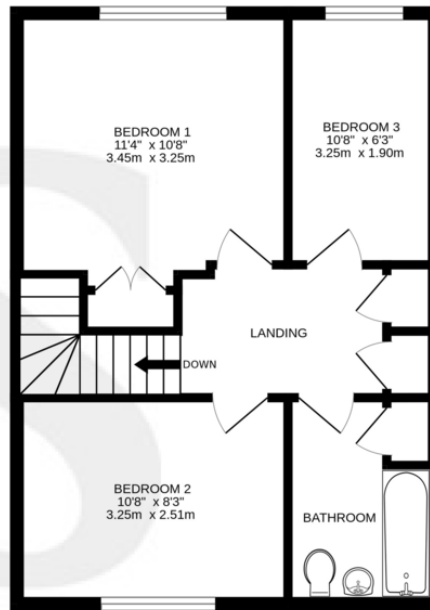 BEDROOM 1
11'4" x 10'8"
3.45m x 3.25m
BEDROOM 3
10'8" x 6'3"
3.25m x 1.90m
LANDING
DOWN
BEDROOM 2
10'8" x 8'3"
3.25m x 2.51m
BATHROOM